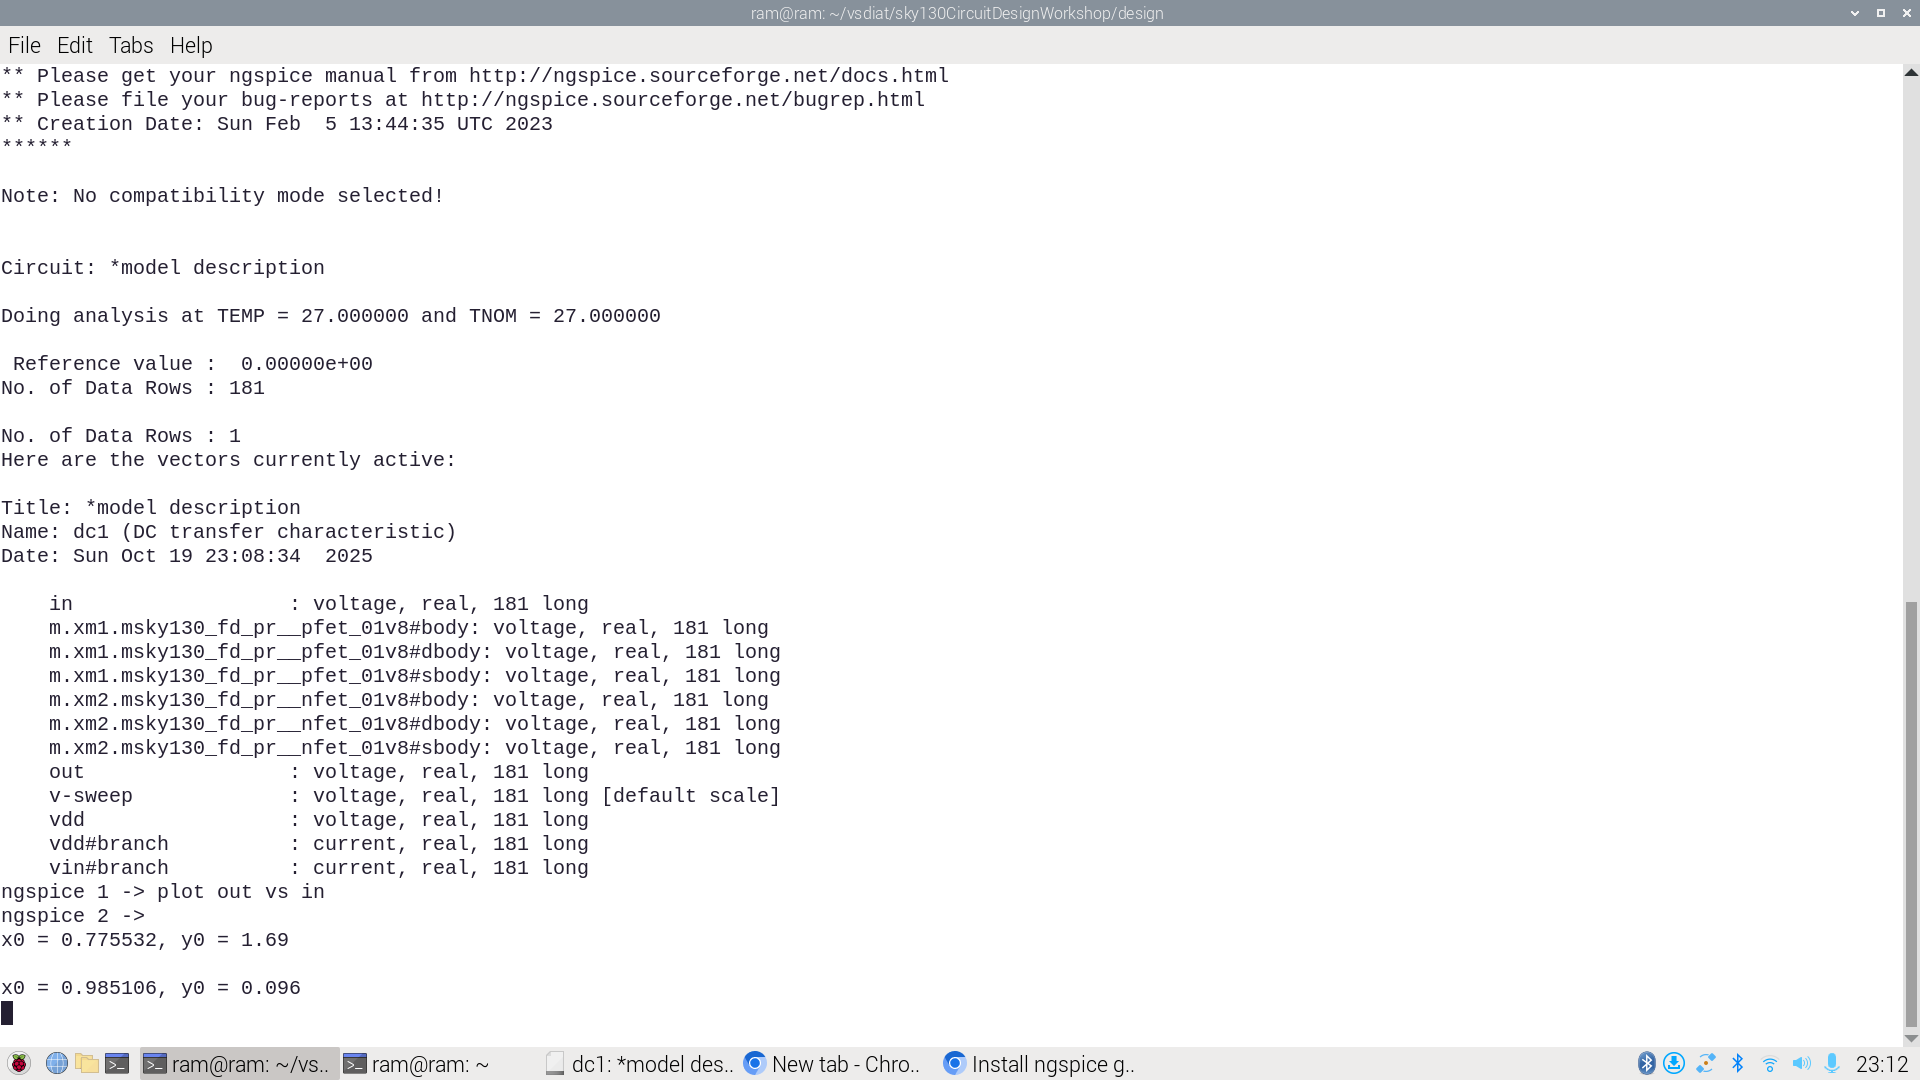 ram@ram: ~/vsdiat/sky130CircuitDesignWorkshop/design
File Edit Tabs Help
** Please get your ngspice manual from http://ngspice.sourceforge.net/docs.html
** Please file your bug-reports at http://ngspice.sourceforge.net/bugrep.html
** Creation Date: Sun Feb  5 13:44:35 UTC 2023
******
Note: No compatibility mode selected!
Circuit: *model description
Doing analysis at TEMP = 27.000000 and TNOM = 27.000000
 Reference value :  0.00000e+00
No. of Data Rows : 181
No. of Data Rows : 1
Here are the vectors currently active:
Title: *model description
Name: dc1 (DC transfer characteristic)
Date: Sun Oct 19 23:08:34  2025
    in                  : voltage, real, 181 long
    m.xm1.msky130_fd_pr__pfet_01v8#body: voltage, real, 181 long
    m.xm1.msky130_fd_pr__pfet_01v8#dbody: voltage, real, 181 long
    m.xm1.msky130_fd_pr__pfet_01v8#sbody: voltage, real, 181 long
    m.xm2.msky130_fd_pr__nfet_01v8#body: voltage, real, 181 long
    m.xm2.msky130_fd_pr__nfet_01v8#dbody: voltage, real, 181 long
    m.xm2.msky130_fd_pr__nfet_01v8#sbody: voltage, real, 181 long
    out                 : voltage, real, 181 long
    v-sweep             : voltage, real, 181 long [default scale]
    vdd                 : voltage, real, 181 long
    vdd#branch          : current, real, 181 long
    vin#branch          : current, real, 181 long
ngspice 1 -> plot out vs in
ngspice 2 ->
x0 = 0.775532, y0 = 1.69
x0 = 0.985106, y0 = 0.096
ram@ram: ~/vs.. ram@ram: ~ dc1: *model des.. New tab - Chro.. Install ngspice g.. 23:12